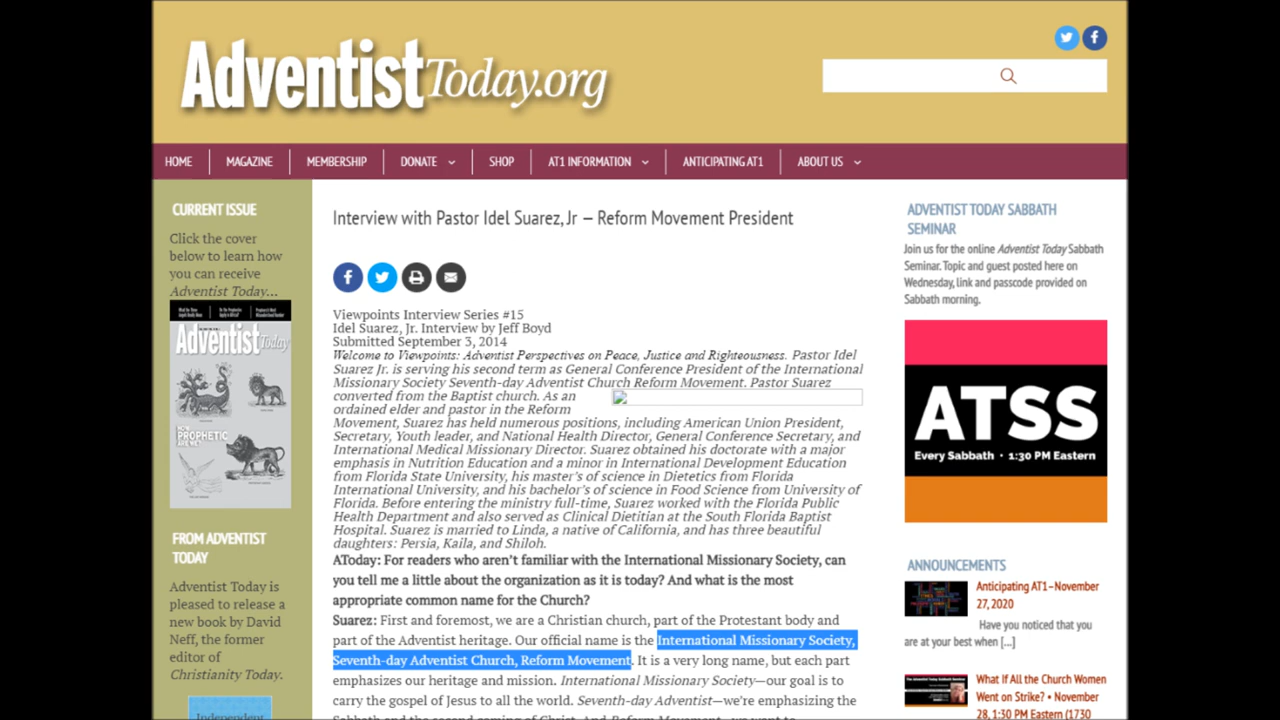 AdventistToday.org
HOME
MAGAZINE
MEMBERSHIP
DONATE
SHOP
AT1 INFORMATION
ANTICIPATING AT1
ABOUT US
CURRENT ISSUE
Click the cover
below to learn how
you can receive
Adventist Today...
Adventist Today
HOW
PROPHETIC
ARE WE?
FROM ADVENTIST
TODAY
Adventist Today is
pleased to release a
new book by David
Neff, the former
editor of
Christianity Today.
Independent
Interview with Pastor Idel Suarez, Jr — Reform Movement President
Viewpoints Interview Series #15
Idel Suarez, Jr. Interview by Jeff Boyd
Submitted September 3, 2014
Welcome to Viewpoints: Adventist Perspectives on Peace, Justice and Righteousness. Pastor Idel
Suarez Jr. is serving his second term as General Conference President of the International
Missionary Society Seventh-day Adventist Church Reform Movement. Pastor Suarez
converted from the Baptist church. As an
ordained elder and pastor in the Reform
Movement, Suarez has held numerous positions, including American Union President,
Secretary, Youth leader, and National Health Director, General Conference Secretary, and
International Medical Missionary Director. Suarez obtained his doctorate with a major
emphasis in Nutrition Education and a minor in International Development Education
from Florida State University, his master's of science in Dietetics from Florida
International University, and his bachelor's of science in Food Science from University of
Florida. Before entering the ministry full-time, Suarez worked with the Florida Public
Health Department and also served as Clinical Dietitian at the South Florida Baptist
Hospital. Suarez is married to Linda, a native of California, and has three beautiful
daughters: Persia, Kaila, and Shiloh.
AToday: For readers who aren't familiar with the International Missionary Society, can
you tell me a little about the organization as it is today? And what is the most
appropriate common name for the Church?
Suarez: First and foremost, we are a Christian church, part of the Protestant body and
part of the Adventist heritage. Our official name is the International Missionary Society,
Seventh-day Adventist Church, Reform Movement. It is a very long name, but each part
emphasizes our heritage and mission. International Missionary Society—our goal is to
carry the gospel of Jesus to all the world. Seventh-day Adventist—we're emphasizing the
Sabbath and the second coming of Christ. And Reform Movement—we want to
ADVENTIST TODAY SABBATH
SEMINAR
Join us for the online Adventist Today Sabbath
Seminar. Topic and guest posted here on
Wednesday, link and passcode provided on
Sabbath morning.
ATSS
Every Sabbath • 1:30 PM Eastern
ANNOUNCEMENTS
Anticipating AT1–November
27, 2020
Have you noticed that you
are at your best when [...]
What If All the Church Women
Went on Strike? • November
28, 1:30 PM Eastern (1730